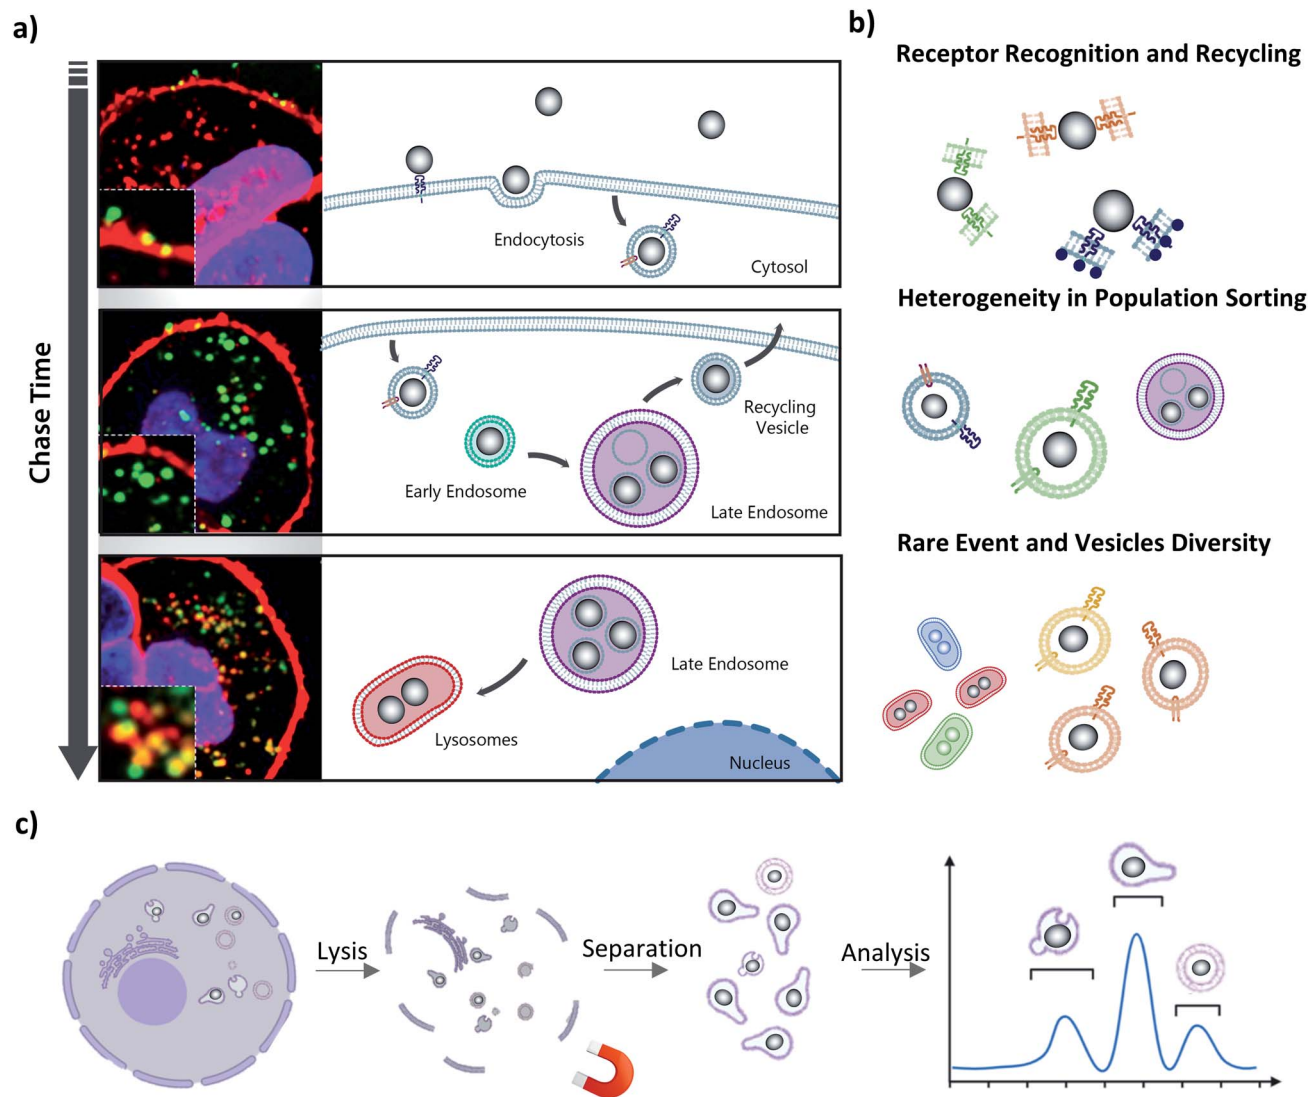 a)
Chase Time
Endocytosis
Cytosol
Recycling
Vesicle
Early Endosome
Late Endosome
Late Endosome
Lysosomes
Nucleus
b)
Receptor Recognition and Recycling
Heterogeneity in Population Sorting
Rare Event and Vesicles Diversity
c)
Lysis
Separation
Analysis